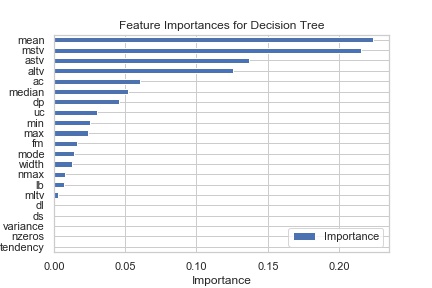 Feature Importances for Decision Tree
mean
mstv
astv
altv
ac
median
dp
uc
min
max
fm
mode
width
nmax
lb
mltv
dl
ds
variance
nzeros
tendency
Importance
0.00 0.05 0.10 0.15 0.20
Importance